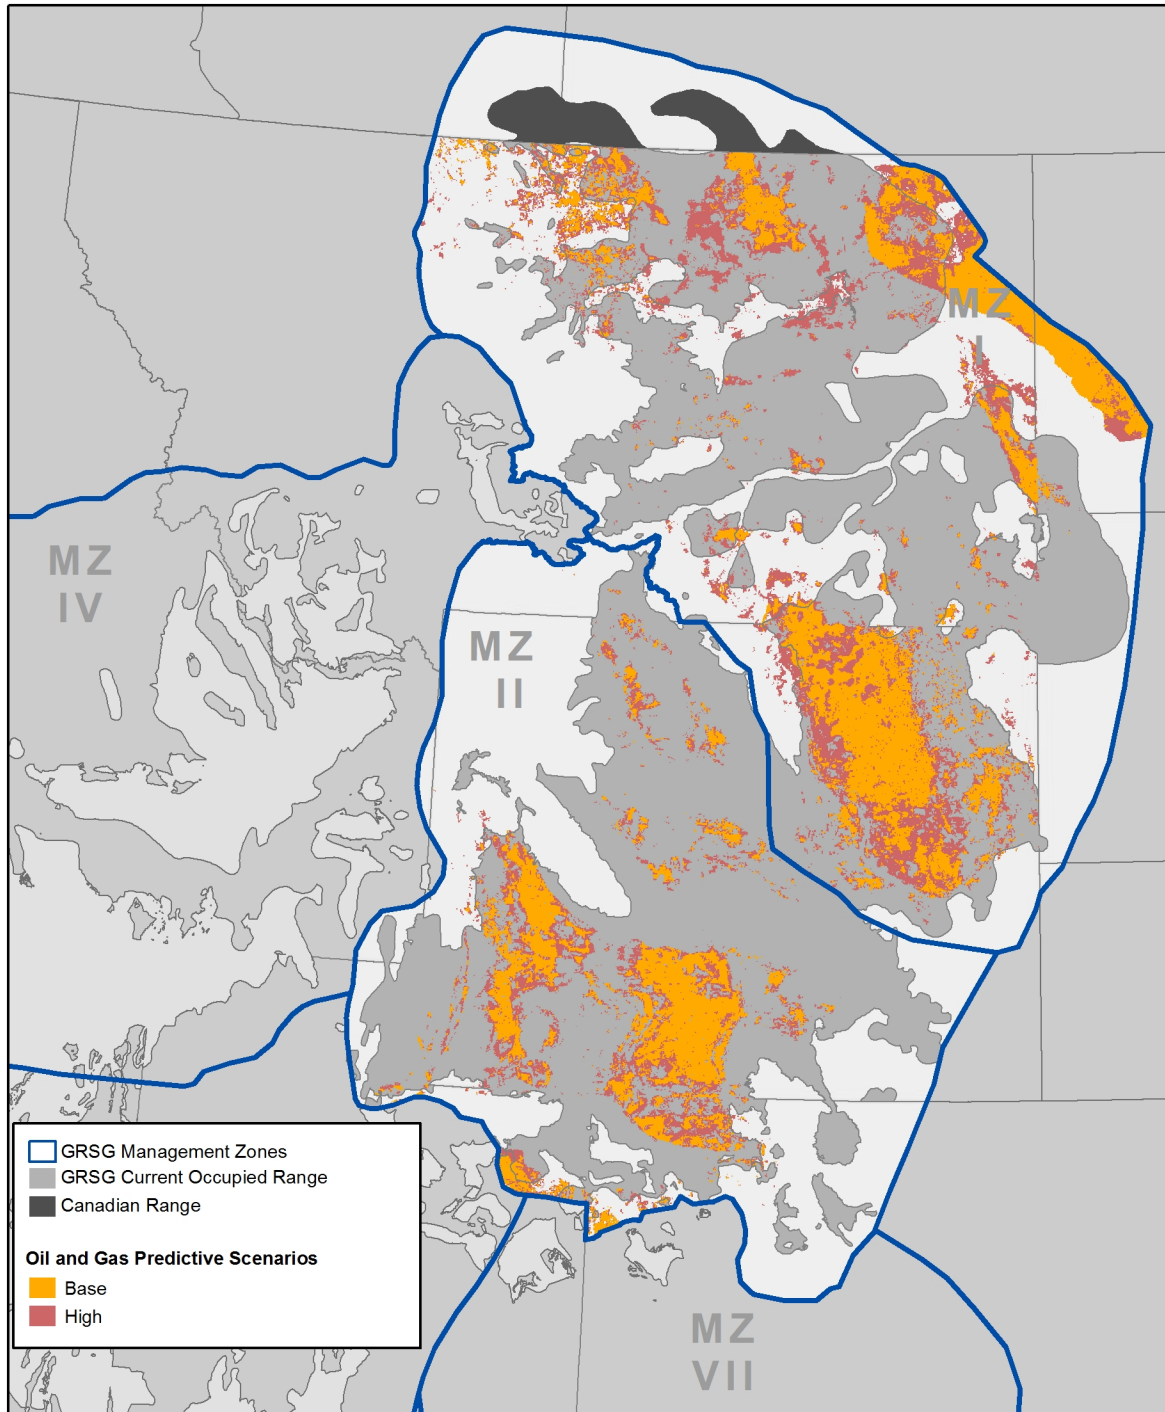 MZ
I
MZ
IV
MZ
II
GRSG Management Zones
GRSG Current Occupied Range
Canadian Range
Oil and Gas Predictive Scenarios
Base
High
MZ
VII